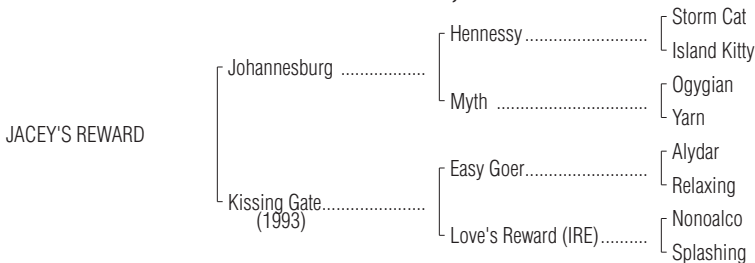 Storm Cat
Hennessy ..............................
Island Kitty
Johannesburg ..................
Ogygian
Myth .....................................
Yarn
JACEY'S REWARD
Alydar
Easy Goer..............................
Relaxing
Kissing Gate......................
(1993)
Nonoalco
Love's Reward (IRE)..........
Splashing